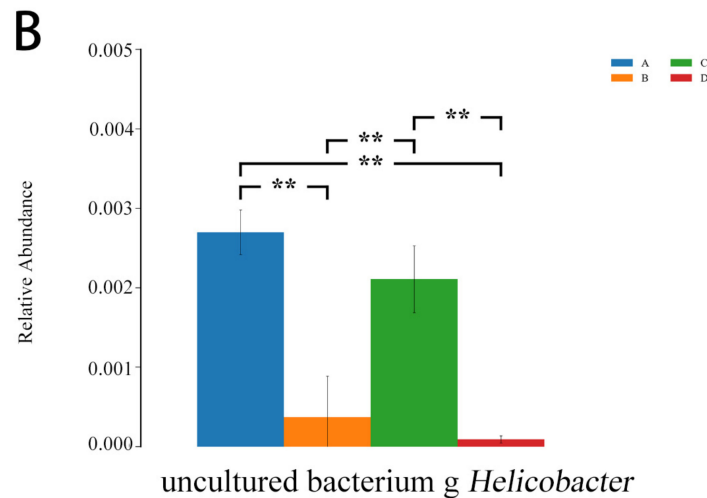 B
0.005
A
C
B
D
0.004
**
**
**
**
0.003
0.002
0.001
0.000
Relative Abundance
uncultured bacterium g Helicobacter